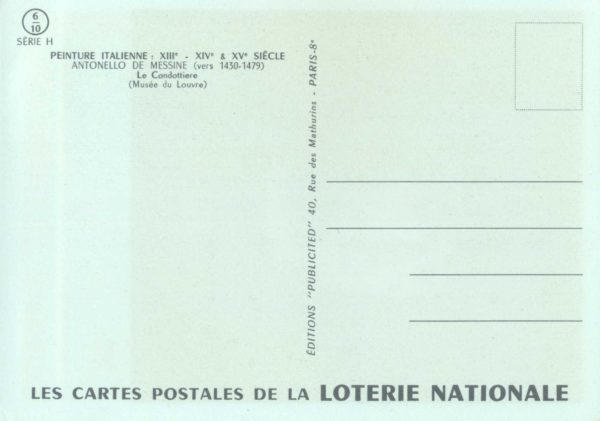 6
10
SÉRIE H
PEINTURE ITALIENNE : XIIIe - XIVe & XVe SIÈCLE
ANTONELLO DE MESSINE (vers 1430-1479)
Le Condottiere
(Musée du Louvre)
ÉDITIONS "PUBLICITED" 40, Rue des Mathurins - PARIS-8e
LES CARTES POSTALES DE LA LOTERIE NATIONALE